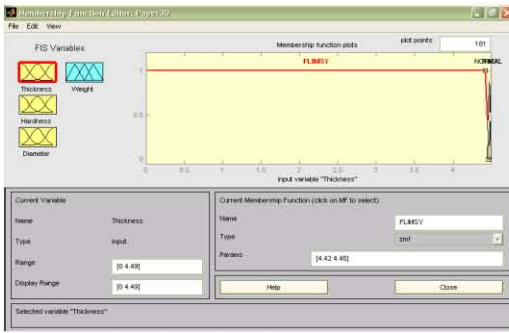 Membership Function Editor: Paper20
File Edit View
FIS Variables
Membership function plots
plot points:
181
FLIMSY
1
0.5
0
0 0.5 1 1.5 2 2.5 3 3.5 4
input variable "Thickness"
Thickness
Weight
Hardness
Diameter
Current Variable
Name
Thickness
Type
input
Range
[0 4.49]
Display Range
[0 4.49]
Current Membership Function (click on MF to select)
Name
FLIMSY
Type
zmf
Params
[4.42 4.46]
Help
Close
Selected variable "Thickness"